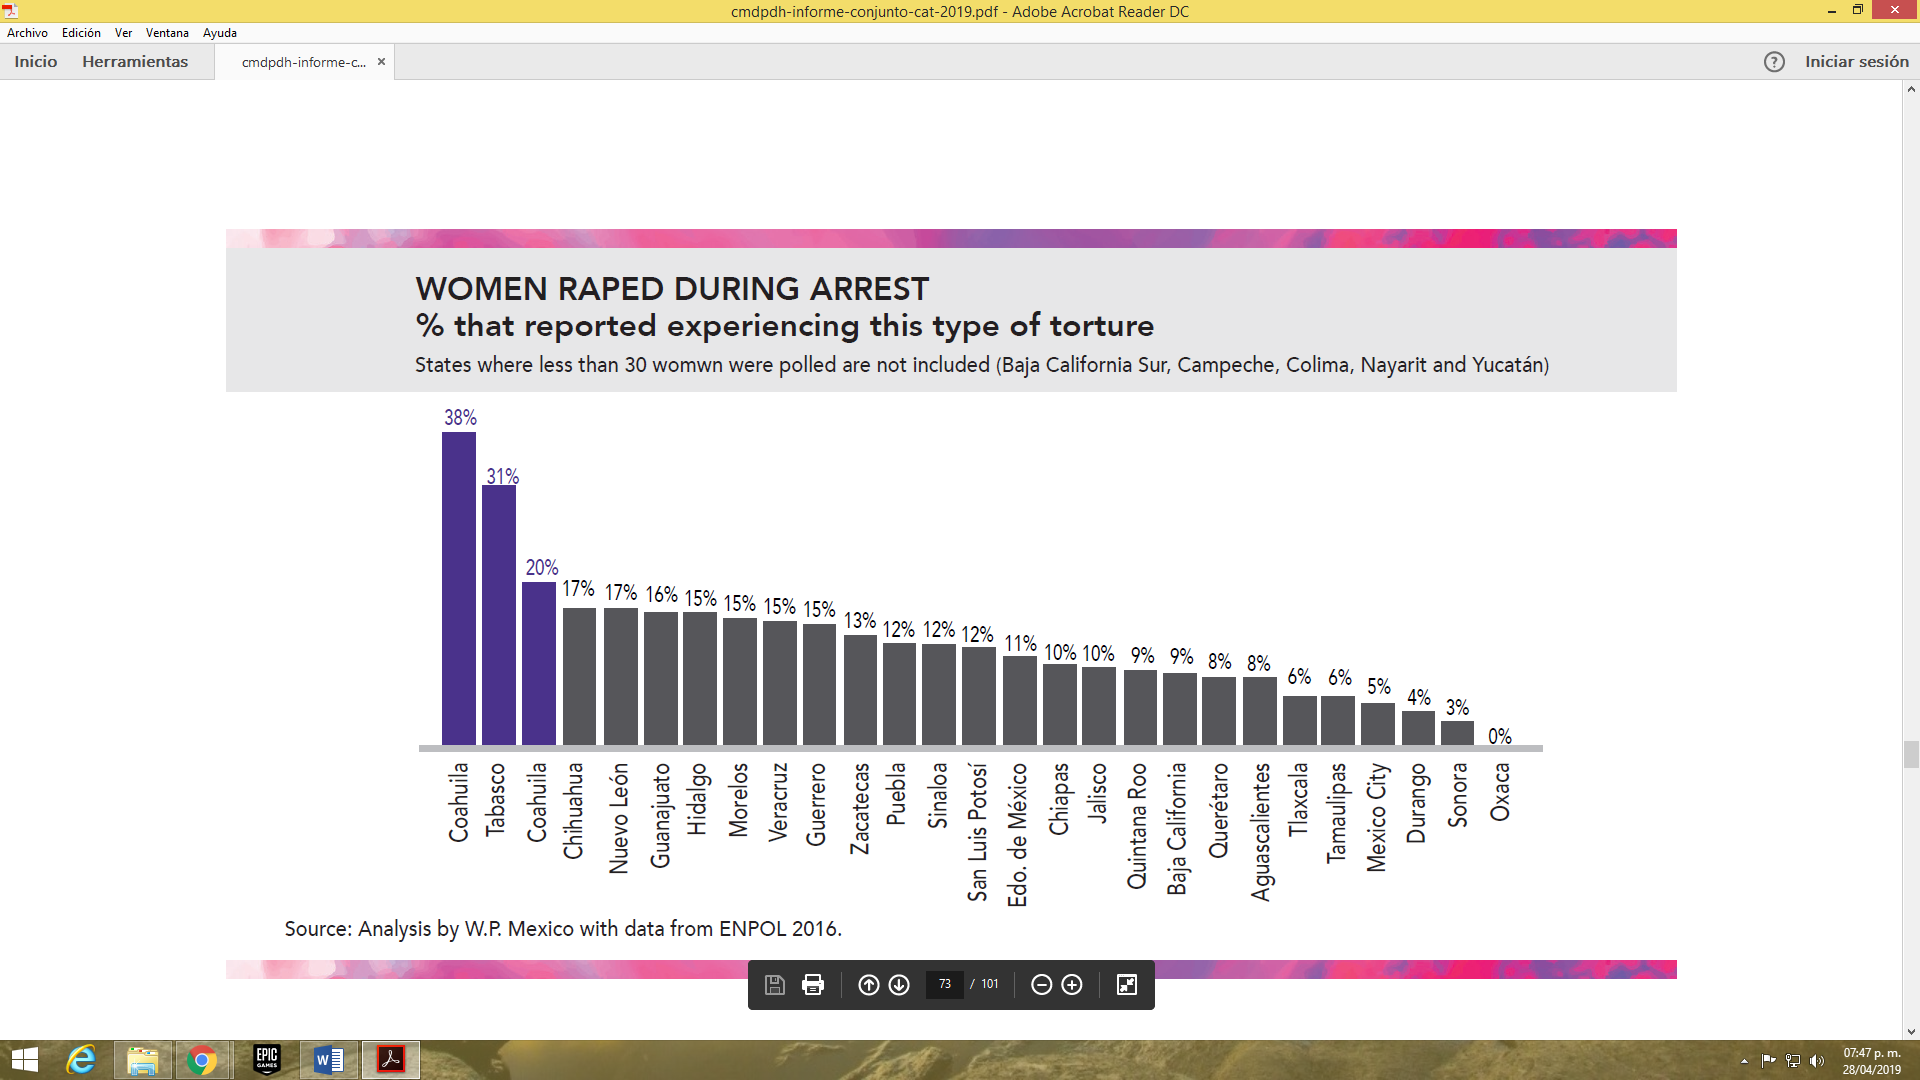 cmdpdh-informe-conjunto-cat-2019.pdf - Adobe Acrobat Reader DC
Archivo Edición Ver Ventana Ayuda
Inicio Herramientas cmdpdh-informe-c... × ? Iniciar sesión
WOMEN RAPED DURING ARREST
% that reported experiencing this type of torture
States where less than 30 womwn were polled are not included (Baja California Sur, Campeche, Colima, Nayarit and Yucatán)
38% 31% 20% 17% 17% 16% 15% 15% 15% 15% 13% 12% 12% 12% 11% 10% 10% 9% 9% 8% 8% 6% 6% 5% 4% 3% 0%
Coahuila
Tabasco
Coahuila
Chihuahua
Nuevo León
Guanajuato
Hidalgo
Morelos
Veracruz
Guerrero
Zacatecas
Puebla
Sinaloa
San Luis Potosí
Edo. de México
Chiapas
Jalisco
Quintana Roo
Baja California
Querétaro
Aguascalientes
Tlaxcala
Tamaulipas
Mexico City
Durango
Sonora
Oxaca
Source: Analysis by W.P. Mexico with data from ENPOL 2016.
73 / 101
EPIC
GAMES
07:47 p. m.
28/04/2019